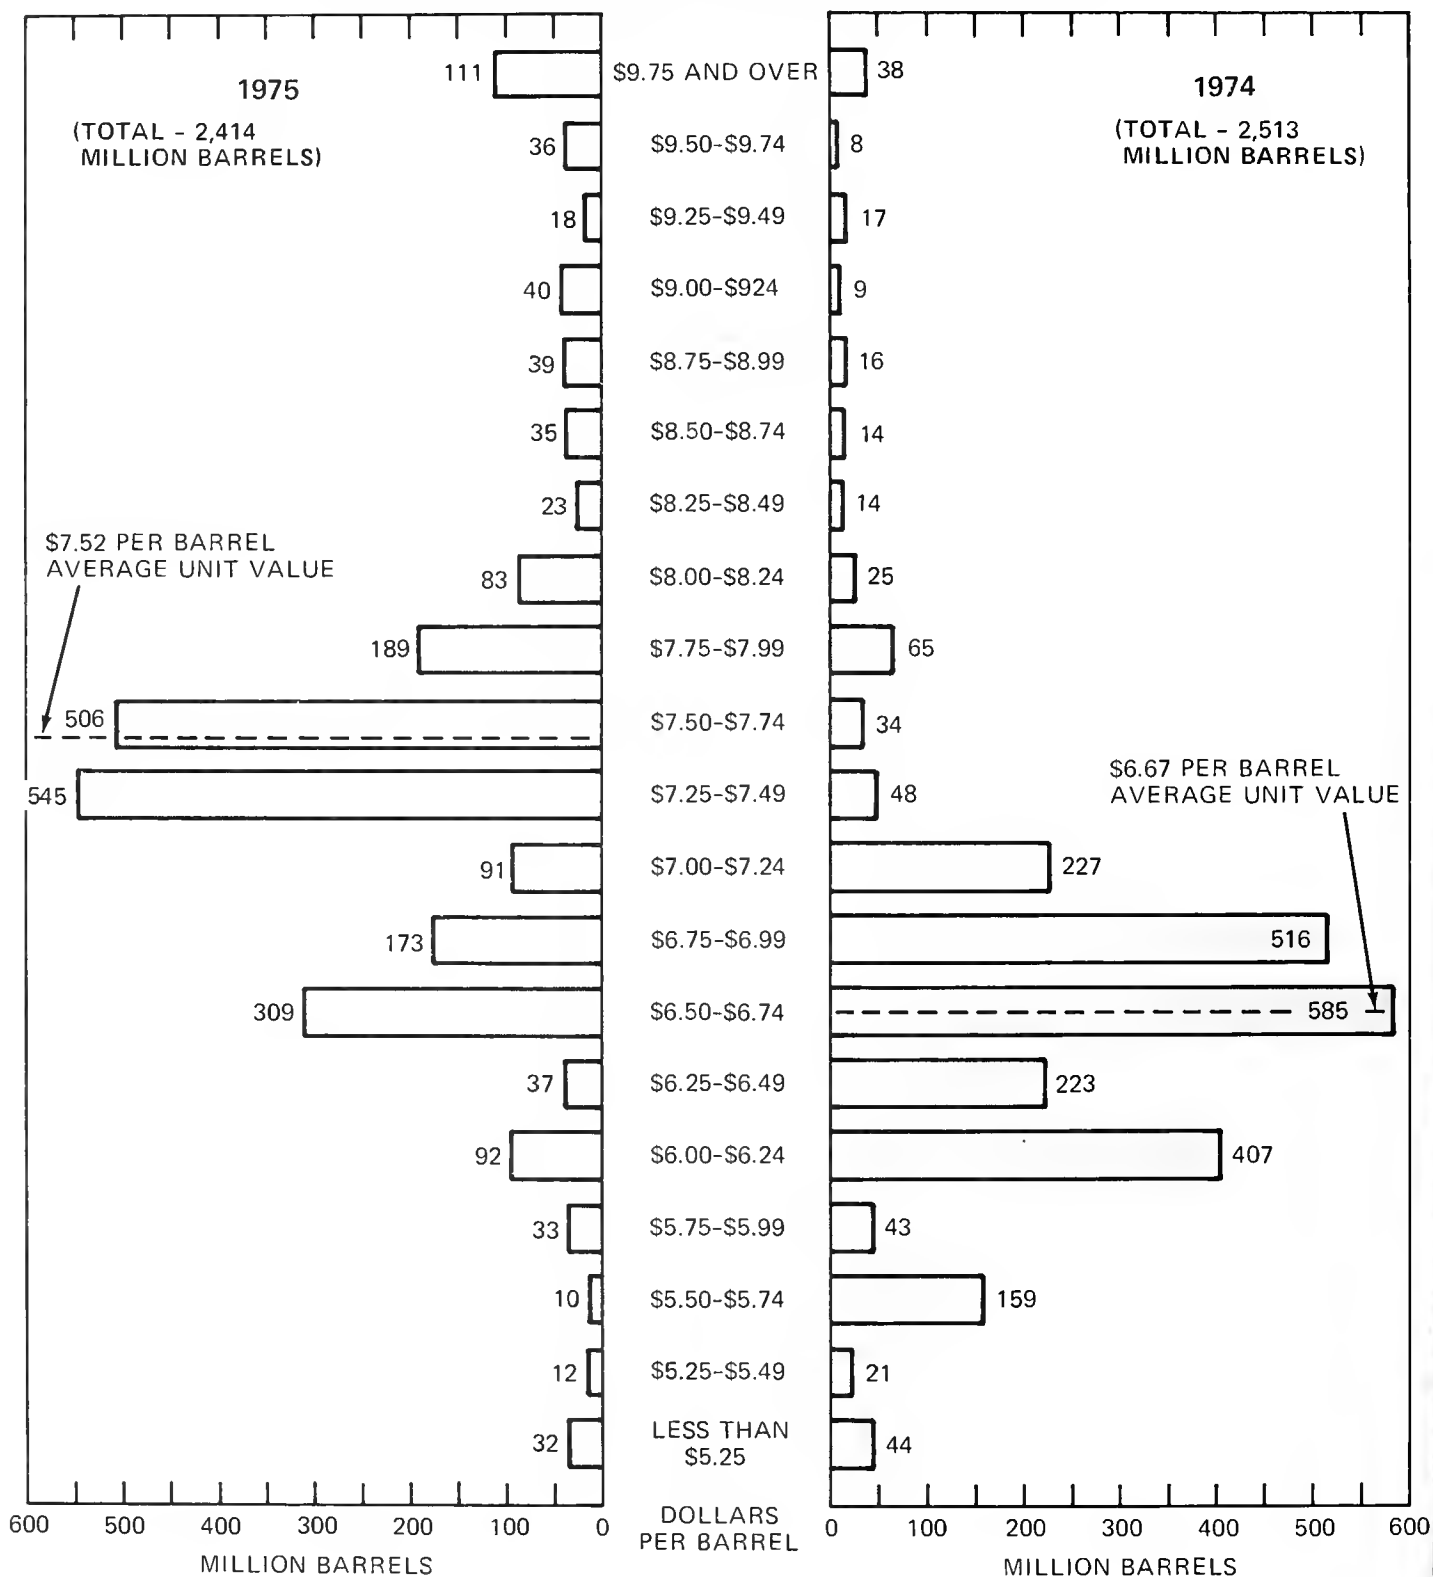 1975
(TOTAL - 2,414
MILLION BARRELS)
1974
(TOTAL - 2,513
MILLION BARRELS)
111 $9.75 AND OVER 38
36 $9.50-$9.74 8
18 $9.25-$9.49 17
40 $9.00-$924 9
39 $8.75-$8.99 16
35 $8.50-$8.74 14
23 $8.25-$8.49 14
$7.52 PER BARREL
AVERAGE UNIT VALUE
83 $8.00-$8.24 25
189 $7.75-$7.99 65
506 $7.50-$7.74 34
545 $7.25-$7.49 48
$6.67 PER BARREL
AVERAGE UNIT VALUE
91 $7.00-$7.24 227
173 $6.75-$6.99 516
309 $6.50-$6.74 585
37 $6.25-$6.49 223
92 $6.00-$6.24 407
33 $5.75-$5.99 43
10 $5.50-$5.74 159
12 $5.25-$5.49 21
32 LESS THAN 44
$5.25
600 500 400 300 200 100 0
DOLLARS
PER BARREL
0 100 200 300 400 500 600
MILLION BARRELS
MILLION BARRELS